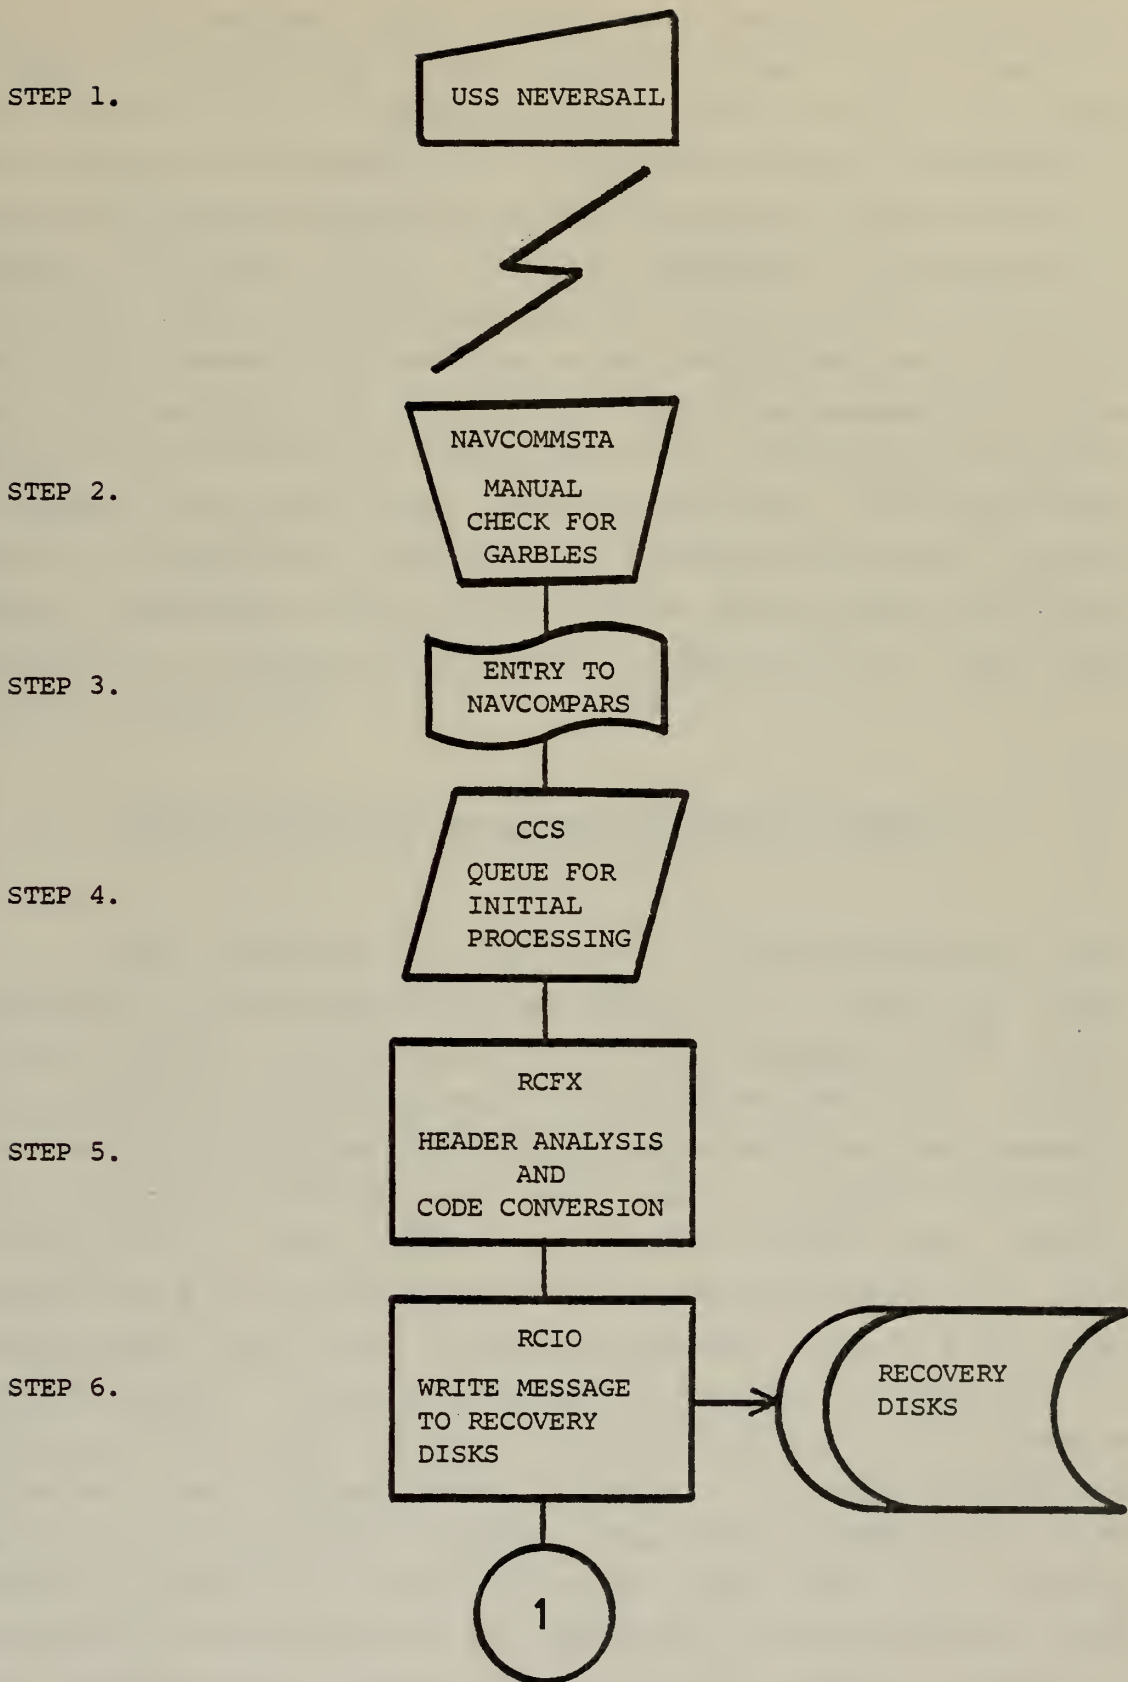 STEP 1.
USS NEVERSAIL
NAVCOMMSTA
STEP 2.
MANUAL
CHECK FOR
GARBLES
STEP 3.
ENTRY TO
NAVCOMPARS
CCS
STEP 4.
QUEUE FOR
INITIAL
PROCESSING
RCFX
STEP 5.
HEADER ANALYSIS
AND
CODE CONVERSION
RCIO
STEP 6.
WRITE MESSAGE
TO RECOVERY
DISKS
RECOVERY
DISKS
1